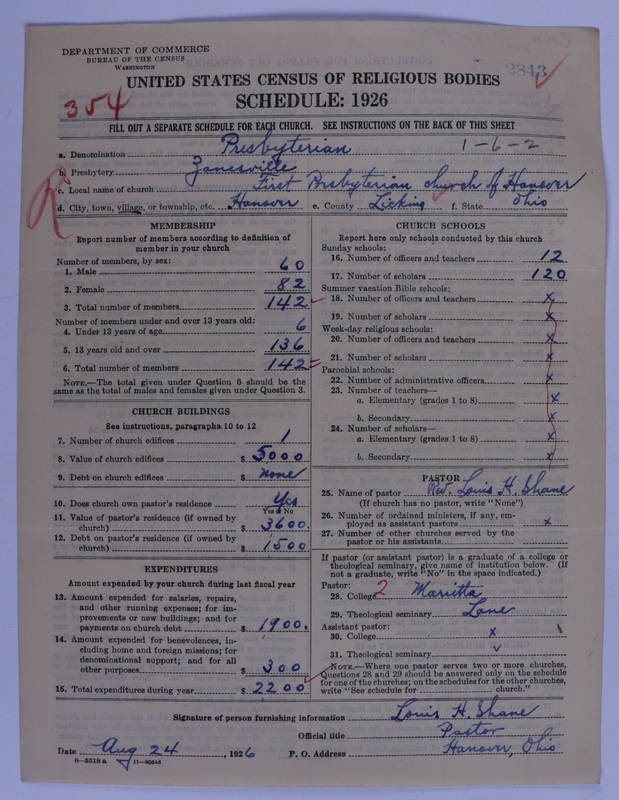 DEPARTMENT OF COMMERCE
BUREAU OF THE CENSUS
WASHINGTON
2843
UNITED STATES CENSUS OF RELIGIOUS BODIES
354
SCHEDULE: 1926
FILL OUT A SEPARATE SCHEDULE FOR EACH CHURCH. SEE INSTRUCTIONS ON THE BACK OF THIS SHEET
1-6-2
a. Denomination Presbyterian
b. Presbytery Zanesville
c. Local name of church First Presbyterian Church of Hanover
d. City, town, village, or township, etc. Hanover e. County Licking f. State Ohio
MEMBERSHIP
Report number of members according to definition of
member in your church
Number of members, by sex:
1. Male 60
2. Female 82
3. Total number of members 142
Number of members under and over 13 years old:
4. Under 13 years of age 6
5. 13 years old and over 136
6. Total number of members 142
NOTE.—The total given under Question 6 should be the
same as the total of males and females given under Question 3.
CHURCH BUILDINGS
See instructions, paragraphs 10 to 12
7. Number of church edifices 1
8. Value of church edifices $ 5000
9. Debt on church edifices $ none
10. Does church own pastor's residence Yes
Yes or No
11. Value of pastor's residence (if owned by
church) $ 3600.
12. Debt on pastor's residence (if owned by
church) $ 1500
EXPENDITURES
Amount expended by your church during last fiscal year
13. Amount expended for salaries, repairs,
and other running expenses; for im-
provements or new buildings; and for
payments on church debt $ 1900.
14. Amount expended for benevolences, in-
cluding home and foreign missions; for
denominational support; and for all
other purposes $ 300
15. Total expenditures during year $ 2200
CHURCH SCHOOLS
Report here only schools conducted by this church
Sunday schools:
16. Number of officers and teachers 12
17. Number of scholars 120
Summer vacation Bible schools:
18. Number of officers and teachers x
19. Number of scholars x
Week-day religious schools:
20. Number of officers and teachers x
21. Number of scholars x
Parochial schools:
22. Number of administrative officers x
23. Number of teachers—
a. Elementary (grades 1 to 8) x
b. Secondary x
24. Number of scholars—
a. Elementary (grades 1 to 8) x
b. Secondary x
PASTOR
25. Name of pastor Rev. Louis H. Shane
(If church has no pastor, write "None")
26. Number of ordained ministers, if any, em-
ployed as assistant pastors x
27. Number of other churches served by the
pastor or his assistants
If pastor (or assistant pastor) is a graduate of a college or
theological seminary, give name of institution below. (If
not a graduate, write "No" in the space indicated.)
Pastor:
28. College 2 Marietta
29. Theological seminary Lane
Assistant pastor:
30. College x
31. Theological seminary v
NOTE.—Where one pastor serves two or more churches,
Questions 28 and 29 should be answered only on the schedule
for one of the churches; on the schedules for the other churches,
write "See schedule for church."
Signature of person furnishing information Louis H. Shane
Official title Pastor
Date Aug 24, 1926 P. O. Address Hanover, Ohio